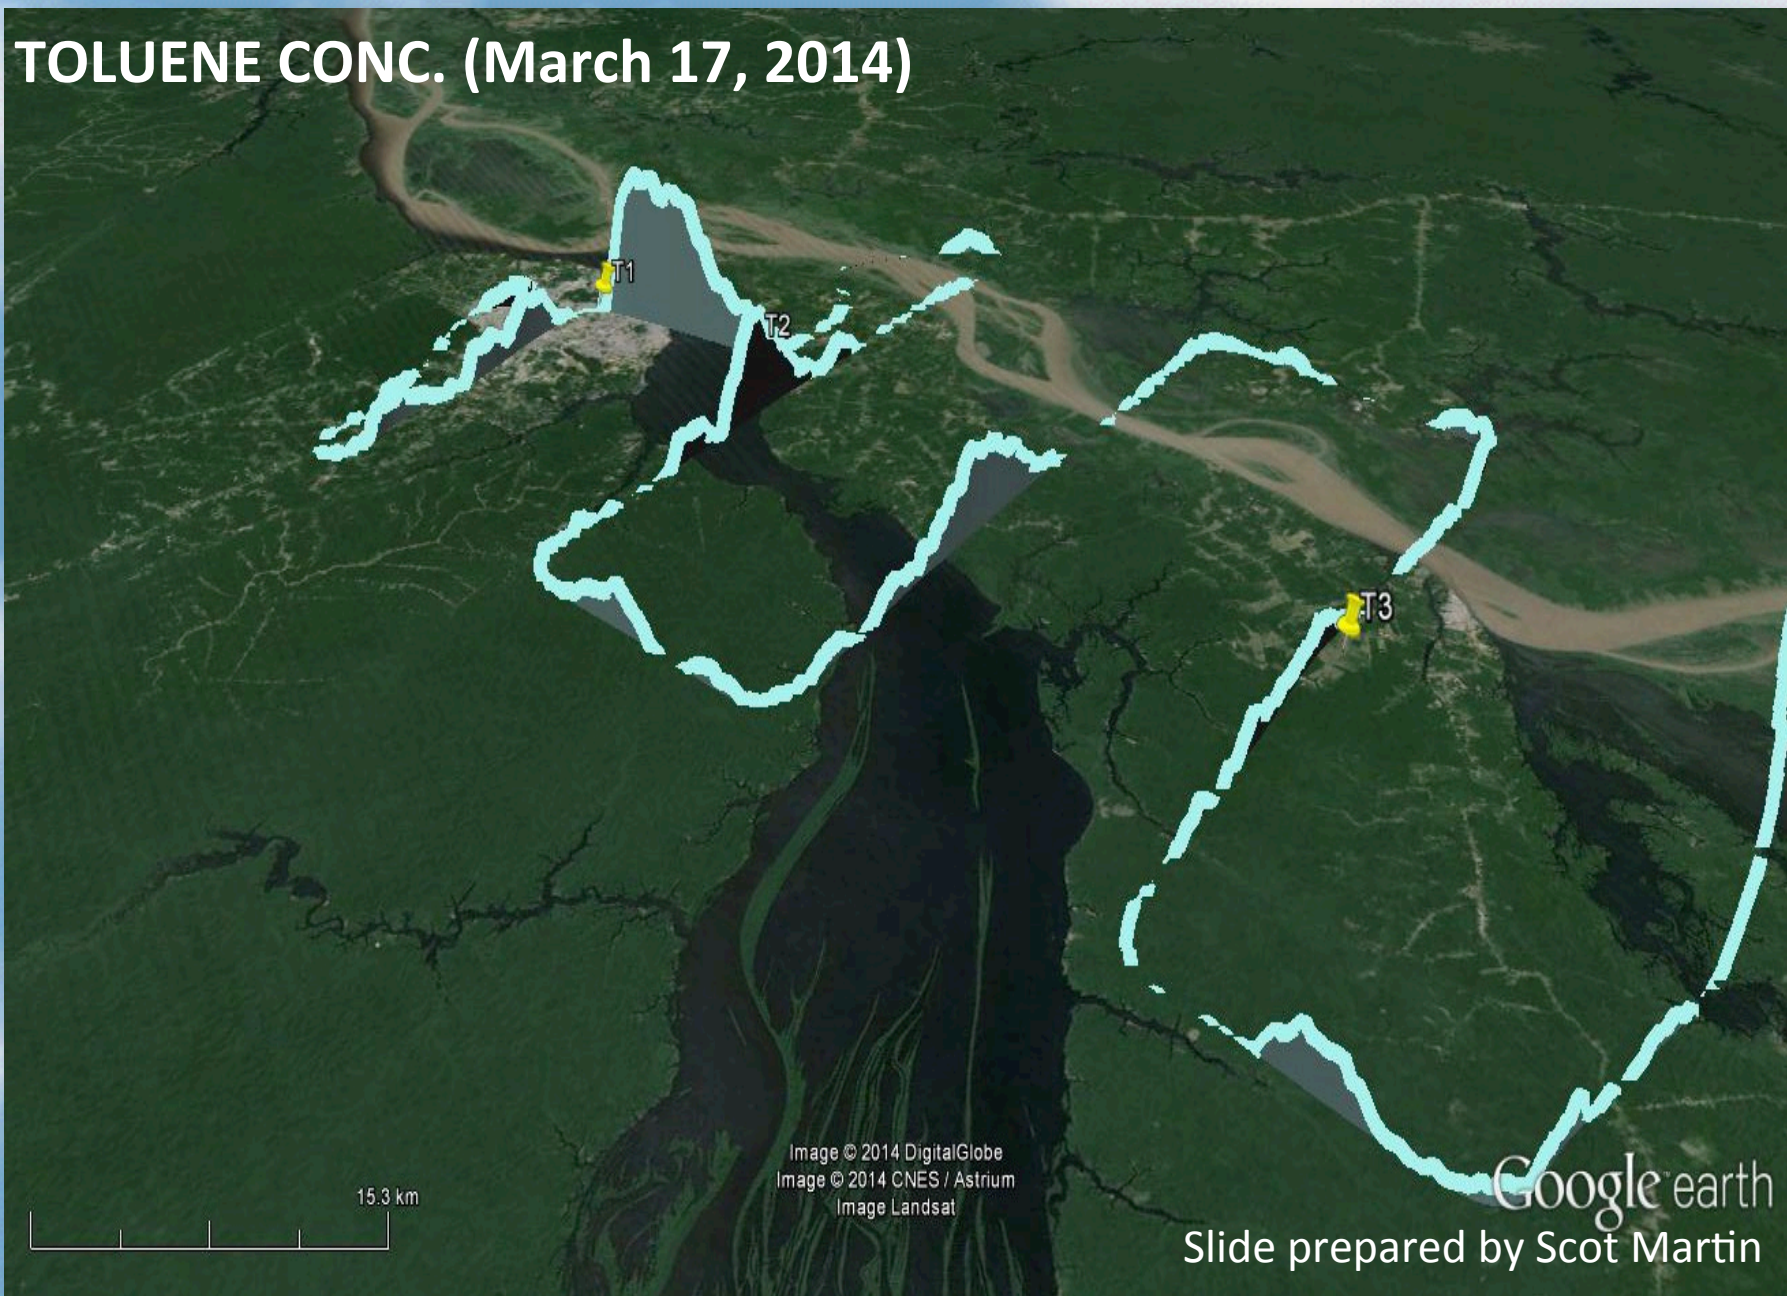 TOLUENE CONC. (March 17, 2014)
T1
T2
T3
Image © 2014 DigitalGlobe
Image © 2014 CNES / Astrium
Image Landsat
15.3 km
Google earth
Slide prepared by Scot Martin